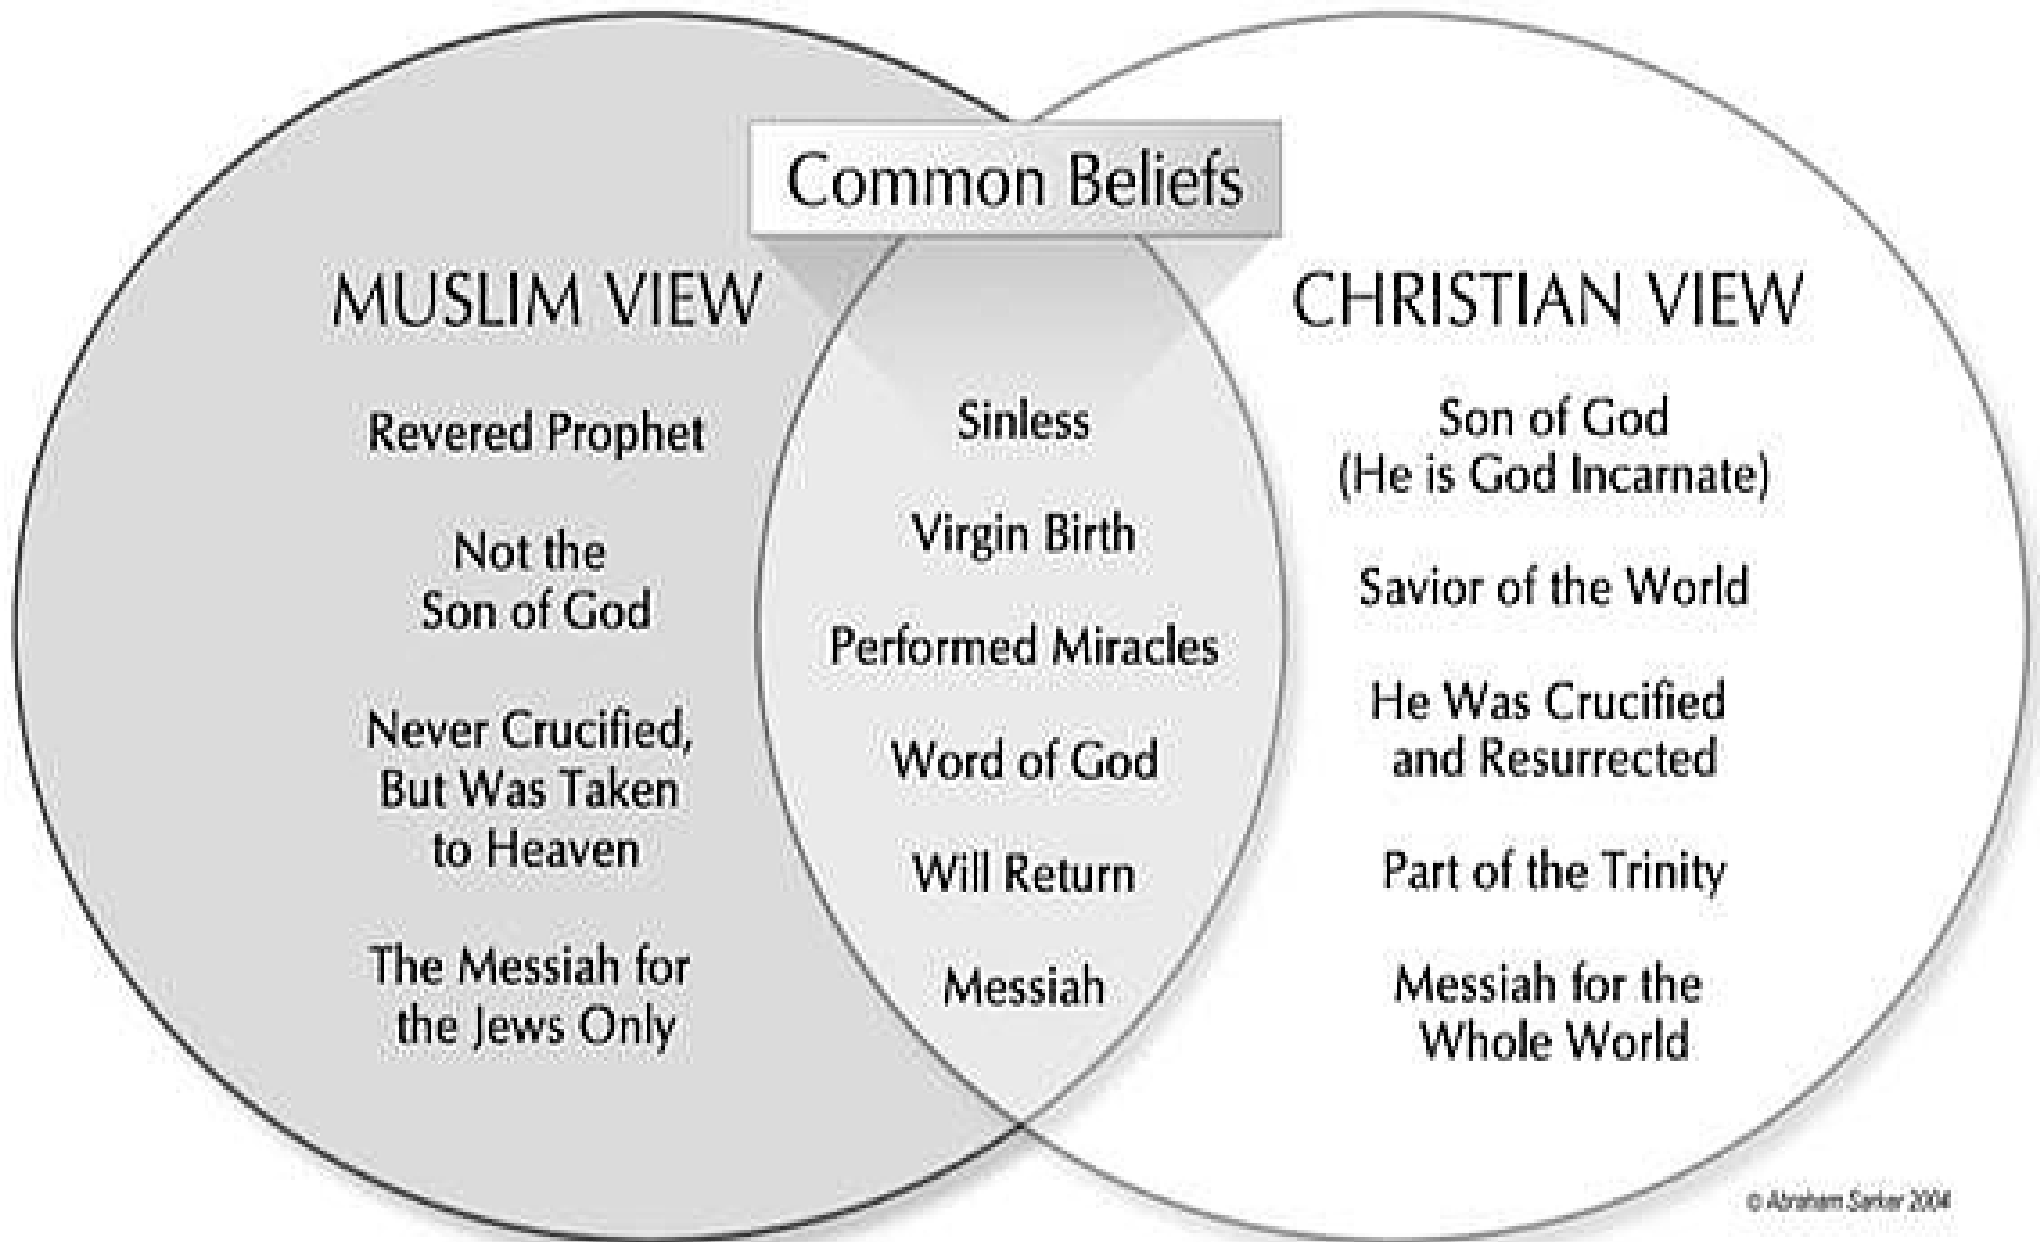 Common Beliefs
MUSLIM VIEW
Revered Prophet
Not the
Son of God
Never Crucified,
But Was Taken
to Heaven
The Messiah for
the Jews Only
Sinless
Virgin Birth
Performed Miracles
Word of God
Will Return
Messiah
CHRISTIAN VIEW
Son of God
(He is God Incarnate)
Savior of the World
He Was Crucified
and Resurrected
Part of the Trinity
Messiah for the
Whole World
© Abraham Sarker 2004